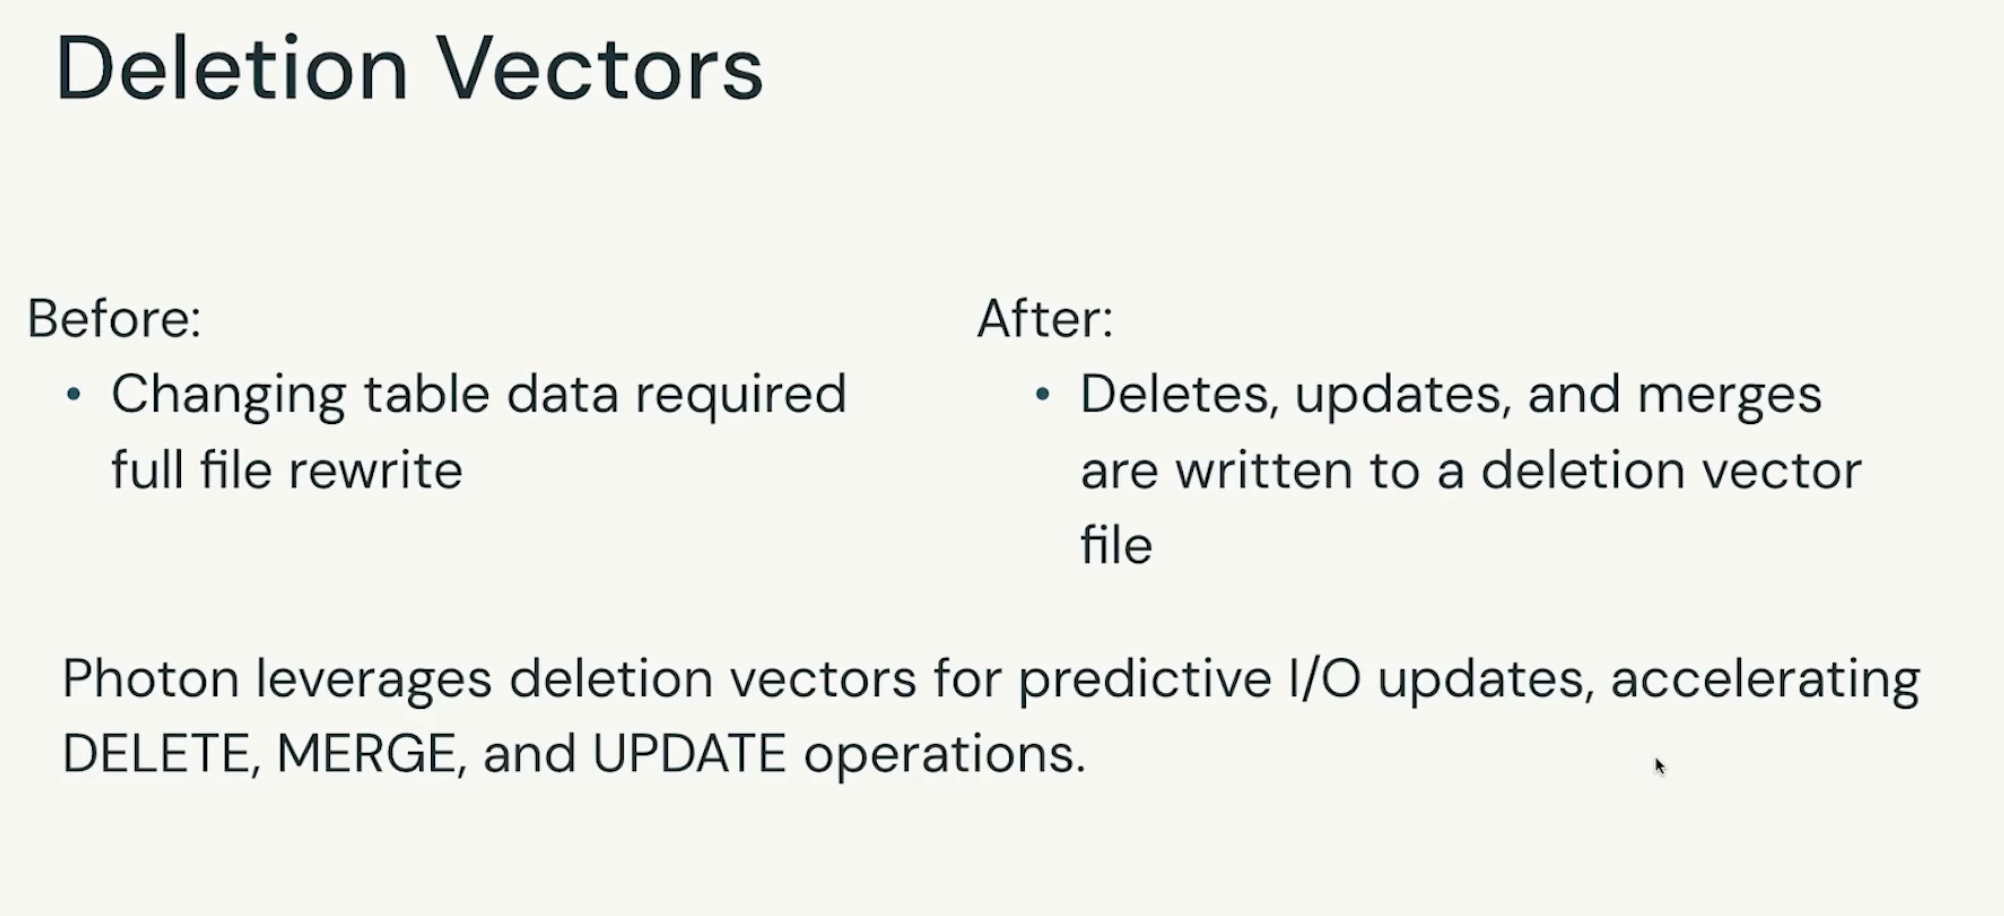 Deletion Vectors
Before:
• Changing table data required
full file rewrite
After:
• Deletes, updates, and merges
are written to a deletion vector
file
Photon leverages deletion vectors for predictive I/O updates, accelerating
DELETE, MERGE, and UPDATE operations.